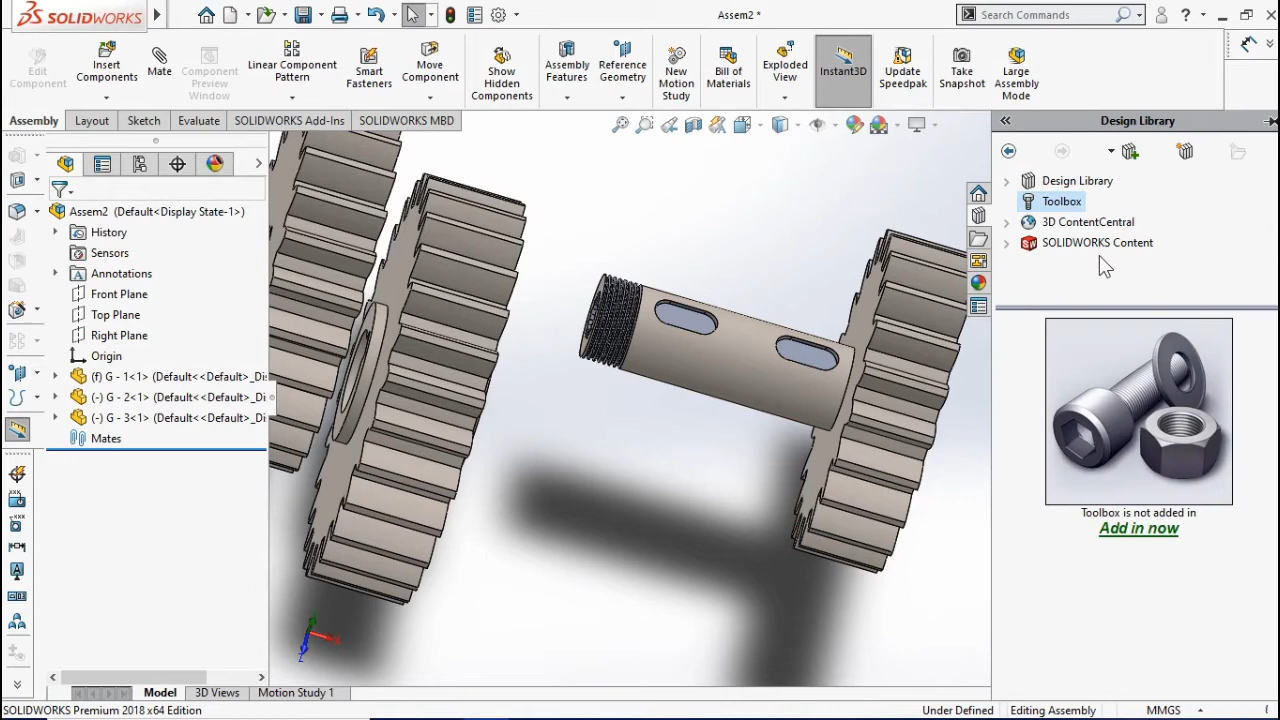 SOLIDWORKS
Assem2 *
Search Commands
Edit Component
Insert Components
Mate
Component Preview Window
Linear Component Pattern
Smart Fasteners
Move Component
Show Hidden Components
Assembly Features
Reference Geometry
New Motion Study
Bill of Materials
Exploded View
Instant3D
Update Speedpak
Take Snapshot
Large Assembly Mode
Assembly
Layout
Sketch
Evaluate
SOLIDWORKS Add-Ins
SOLIDWORKS MBD
Design Library
Assem2 (Default<Display State-1>)
History
Sensors
Annotations
Front Plane
Top Plane
Right Plane
Origin
(f) G - 1<1> (Default<<Default>_Di
(-) G - 2<1> (Default<<Default>_Di
(-) G - 3<1> (Default<<Default>_Di
Mates
Design Library
Toolbox
3D ContentCentral
SOLIDWORKS Content
Toolbox is not added in
Add in now
Model
3D Views
Motion Study 1
SOLIDWORKS Premium 2018 x64 Edition
Under Defined
Editing Assembly
MMGS